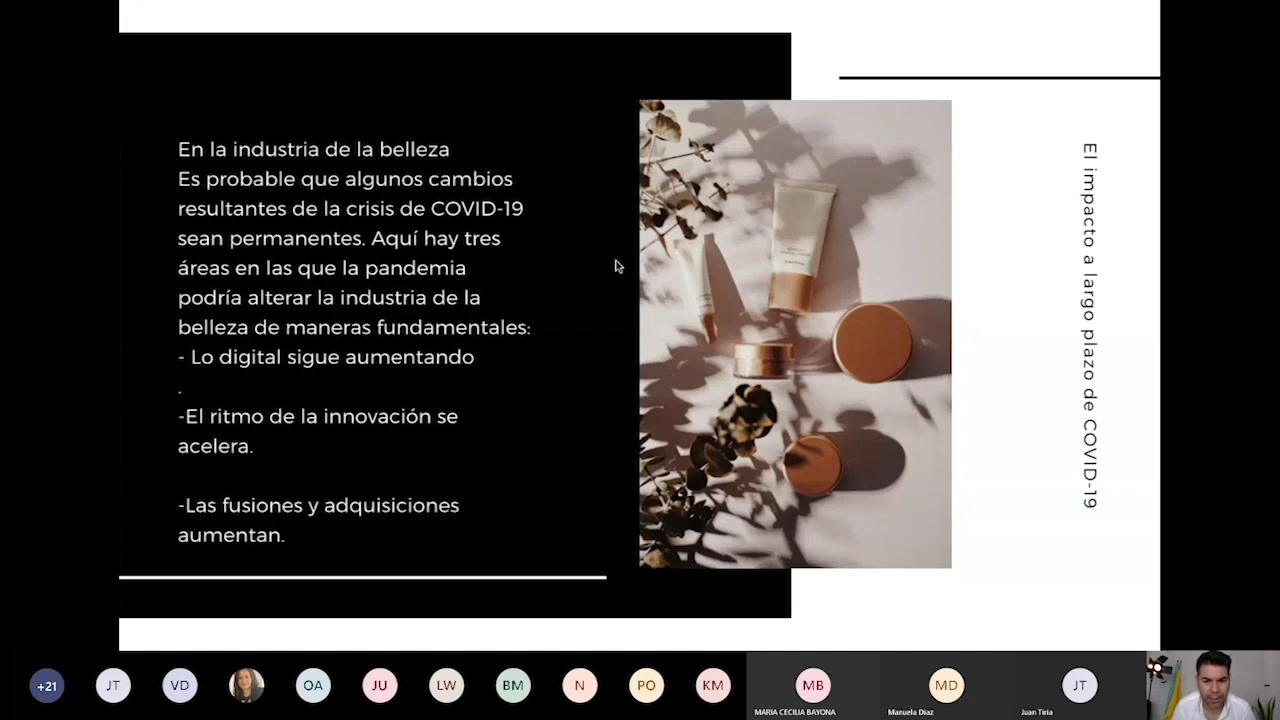 En la industria de la belleza
Es probable que algunos cambios
resultantes de la crisis de COVID-19
sean permanentes. Aquí hay tres
áreas en las que la pandemia
podría alterar la industria de la
belleza de maneras fundamentales:
- Lo digital sigue aumentando
.
-El ritmo de la innovación se
acelera.
-Las fusiones y adquisiciones
aumentan.
El impacto a largo plazo de COVID-19
+21
JT
VD
OA
JU
LW
BM
N
PO
KM
MB
MARIA CECILIA BAYONA
MD
Manuela Diaz
JT
Juan Tiria